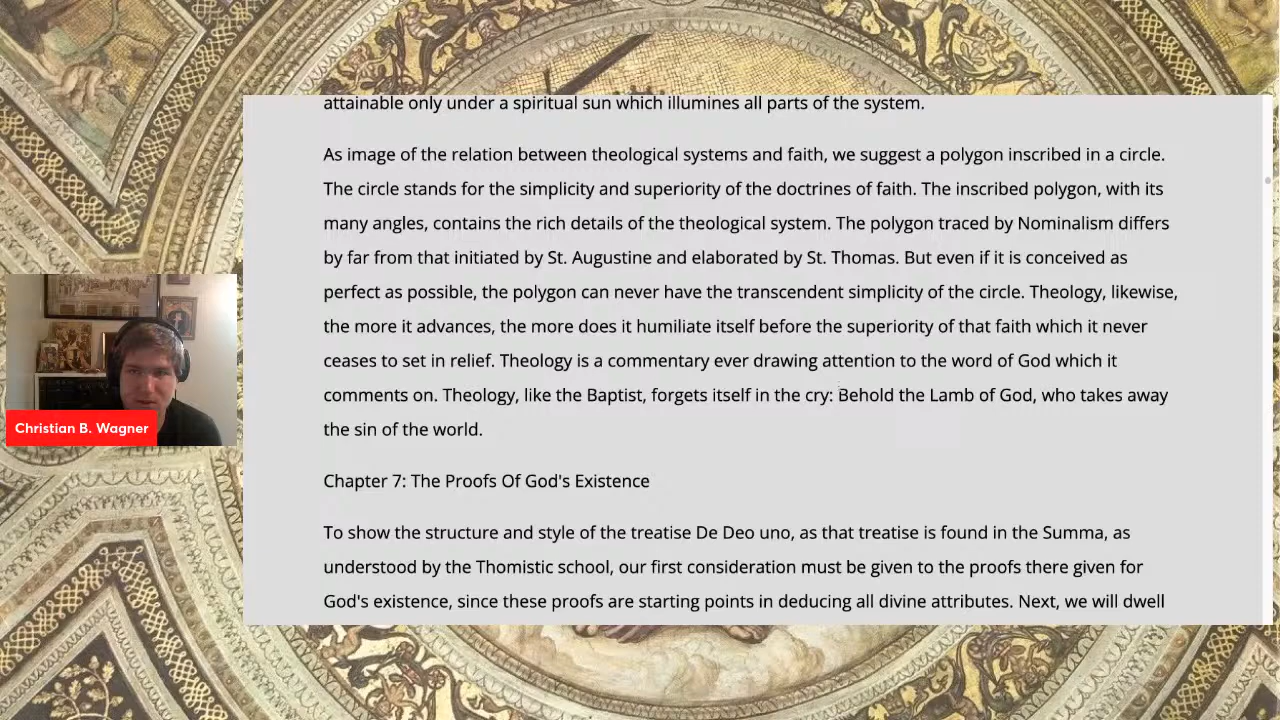 attainable only under a spiritual sun which illumines all parts of the system.
As image of the relation between theological systems and faith, we suggest a polygon inscribed in a circle.
The circle stands for the simplicity and superiority of the doctrines of faith. The inscribed polygon, with its
many angles, contains the rich details of the theological system. The polygon traced by Nominalism differs
by far from that initiated by St. Augustine and elaborated by St. Thomas. But even if it is conceived as
perfect as possible, the polygon can never have the transcendent simplicity of the circle. Theology, likewise,
the more it advances, the more does it humiliate itself before the superiority of that faith which it never
ceases to set in relief. Theology is a commentary ever drawing attention to the word of God which it
comments on. Theology, like the Baptist, forgets itself in the cry: Behold the Lamb of God, who takes away
the sin of the world.
Christian B. Wagner
Chapter 7: The Proofs Of God's Existence
To show the structure and style of the treatise De Deo uno, as that treatise is found in the Summa, as
understood by the Thomistic school, our first consideration must be given to the proofs there given for
God's existence, since these proofs are starting points in deducing all divine attributes. Next, we will dwell